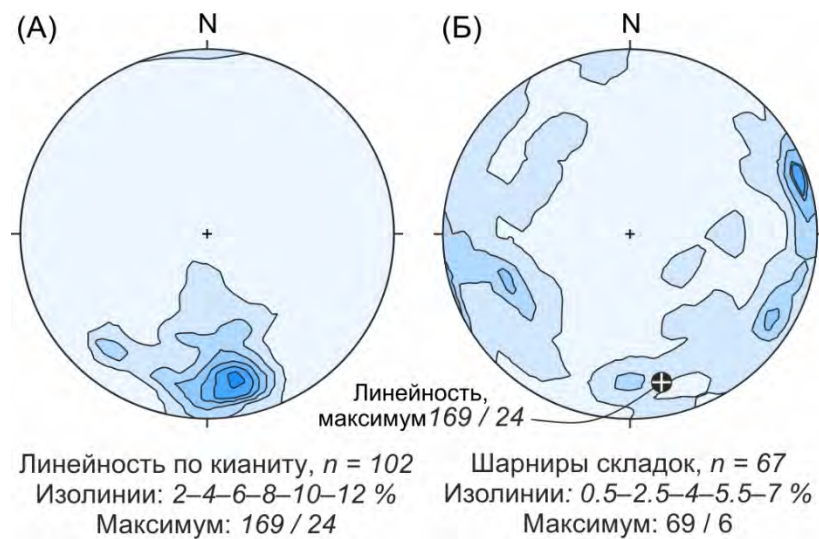 (А)
N
(Б)
N
Линейность,
максимум 169 / 24
Линейность по кианиту, n = 102
Изолинии: 2–4–6–8–10–12 %
Максимум: 169 / 24
Шарниры складок, n = 67
Изолинии: 0.5–2.5–4–5.5–7 %
Максимум: 69 / 6